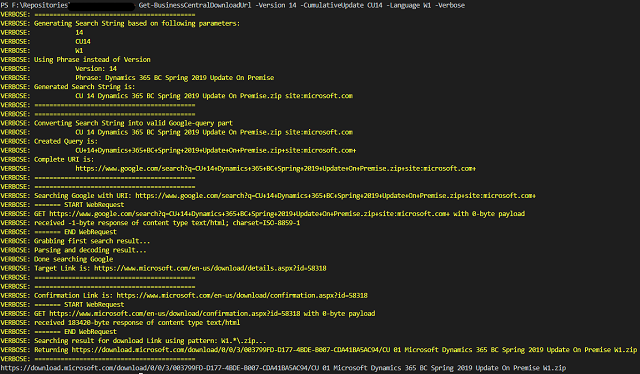 PS F:\Repositories Get-BusinessCentralDownloadUrl -Version 14 -CumulativeUpdate CU14 -Language W1 -Verbose
VERBOSE: ===========================================
VERBOSE: Generating Search String based on following parameters:
VERBOSE: 14
VERBOSE: CU14
VERBOSE: W1
VERBOSE: Using Phrase instead of Version
VERBOSE: Version: 14
VERBOSE: Phrase: Dynamics 365 BC Spring 2019 Update On Premise
VERBOSE: Generated Search String is:
VERBOSE: CU 14 Dynamics 365 BC Spring 2019 Update On Premise.zip site:microsoft.com
VERBOSE: ===========================================
VERBOSE: ===========================================
VERBOSE: Converting Search String into valid Google-query part
VERBOSE: CU 14 Dynamics 365 BC Spring 2019 Update On Premise.zip site:microsoft.com
VERBOSE: Created Query is:
VERBOSE: CU+14+Dynamics+365+BC+Spring+2019+Update+On+Premise.zip+site:microsoft.com+
VERBOSE: Complete URI is:
VERBOSE: https://www.google.com/search?q=CU+14+Dynamics+365+BC+Spring+2019+Update+On+Premise.zip+site:microsoft.com+
VERBOSE: ===========================================
VERBOSE: ===========================================
VERBOSE: Searching Google with URI: https://www.google.com/search?q=CU+14+Dynamics+365+BC+Spring+2019+Update+On+Premise.zip+site:microsoft.com+
VERBOSE: ======= START WebRequest
VERBOSE: GET https://www.google.com/search?q=CU+14+Dynamics+365+BC+Spring+2019+Update+On+Premise.zip+site:microsoft.com+ with 0-byte payload
VERBOSE: received -1-byte response of content type text/html; charset=ISO-8859-1
VERBOSE: ======= END WebRequest
VERBOSE: Grabbing first search result...
VERBOSE: Parsing and decoding result...
VERBOSE: Done searching Google
VERBOSE: Target Link is: https://www.microsoft.com/en-us/download/details.aspx?id=58318
VERBOSE: ===========================================
VERBOSE: ===========================================
VERBOSE: Confirmation Link is: https://www.microsoft.com/en-us/download/confirmation.aspx?id=58318
VERBOSE: ======= START WebRequest
VERBOSE: GET https://www.microsoft.com/en-us/download/confirmation.aspx?id=58318 with 0-byte payload
VERBOSE: received 183420-byte response of content type text/html
VERBOSE: ======= END WebRequest
VERBOSE: Searching result for download Link using pattern: W1.*\.zip...
VERBOSE: Returning https://download.microsoft.com/download/0/0/3/003799FD-D177-4BDE-B007-CDA41BA5AC94/CU 01 Microsoft Dynamics 365 BC Spring 2019 Update On Premise W1.zip
VERBOSE: ===========================================
https://download.microsoft.com/download/0/0/3/003799FD-D177-4BDE-B007-CDA41BA5AC94/CU 01 Microsoft Dynamics 365 BC Spring 2019 Update On Premise W1.zip